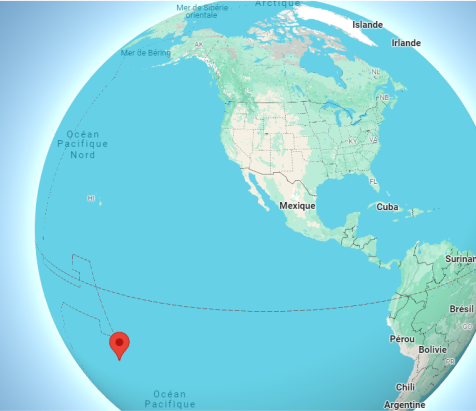 Arctique
Mer de Sibérie
orientale
Islande
Irlande
AK
Mer de Béring
NL
NB
Océan
Pacifique
Nord
KY
VA
FL
HI
Mexique
Cuba
Surinam
Brésil
GO
Pérou
Bolivie
Chili
Argentine
Océan
Pacifique